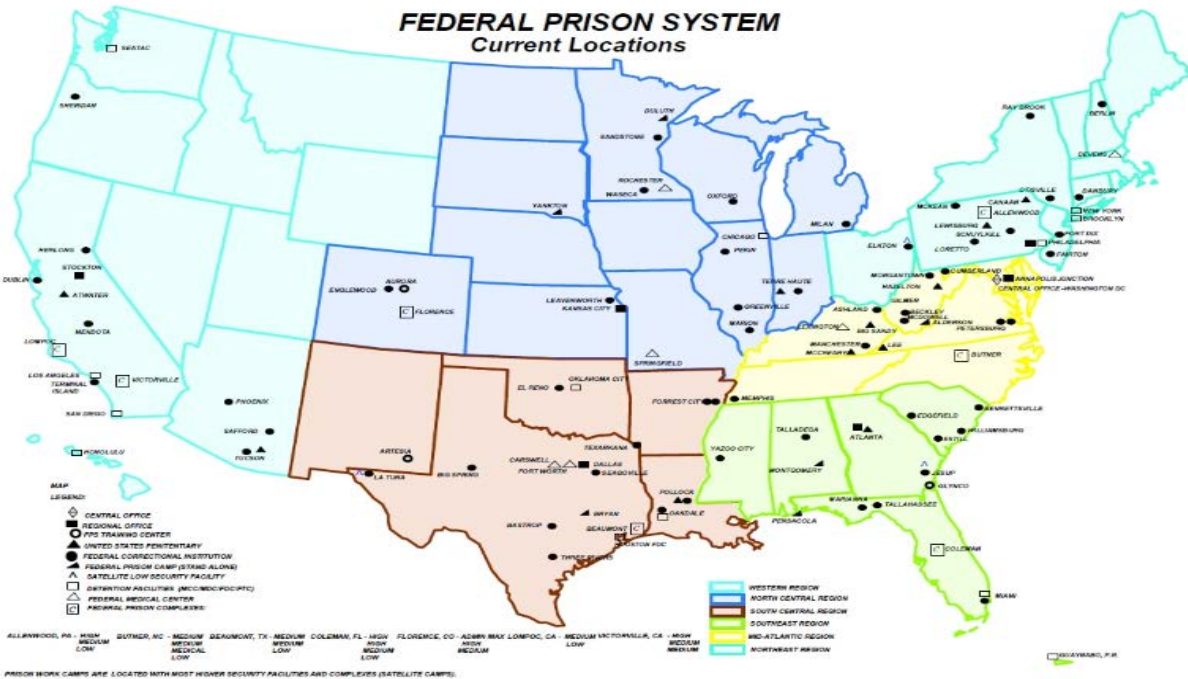 FEDERAL PRISON SYSTEM
Current Locations
SEATAC
SHERIDAN
HERLONG
STOCKTON
DUBLIN
ATWATER
MENDOTA
LOMPOC
LOS ANGELES
TERMINAL
ISLAND
VICTORVILLE
SAN DIEGO
HONOLULU
PHOENIX
SAFFORD
TUCSON
DULUTH
SANDSTONE
ROCHESTER
WASECA
YANKTON
OXFORD
MILAN
CHICAGO
PEKIN
TERRE HAUTE
GREENVILLE
MARION
AURORA
ENGLEWOOD
C FLORENCE
LEAVENWORTH
KANSAS CITY
SPRINGFIELD
EL RENO
OKLAHOMA CITY
FORREST CITY
MEMPHIS
ARTESIA
LA TUNA
BIG SPRING
CARSWELL
FORT WORTH
DALLAS
SEAGOVILLE
TEXARKANA
BASTROP
BRYAN
BEAUMONT
THREE RIVERS
POLLOCK
OAKDALE
YAZOO CITY
TALLADEGA
MONTGOMERY
ATLANTA
EDGEFIELD
BENNETTSVILLE
WILLIAMSBURG
ESTILL
JESUP
GLYNCO
MARIANNA
TALLAHASSEE
PENSACOLA
C COLEMAN
MIAMI
GUAYNABO, P.R.
RAY BROOK
BERLIN
DEVENS
OTISVILLE
DANBURY
CANAAN
MCKEAN
C ALLENWOOD
NEW YORK
BROOKLYN
LEWISBURG
SCHUYLKILL
LORETTO
PHILADELPHIA
FORT DIX
FAIRTON
ELKTON
MORGANTOWN
CUMBERLAND
HAZELTON
ANNAPOLIS JUNCTION
CENTRAL OFFICE -WASHINGTON DC
GILMER
ASHLAND
BECKLEY
MCDOWELL
ALDERSON
PETERSBURG
LEXINGTON
BIG SANDY
MANCHESTER
LEE
MCCREARY
C BUTNER
MAP
LEGEND:
CENTRAL OFFICE
REGIONAL OFFICE
FPS TRAINING CENTER
UNITED STATES PENITENTIARY
FEDERAL CORRECTIONAL INSTITUTION
FEDERAL PRISON CAMP (STAND ALONE)
SATELLITE LOW SECURITY FACILITY
DETENTION FACILITIES (MCC/MDC/FDC/FTC)
FEDERAL MEDICAL CENTER
C FEDERAL PRISON COMPLEXES:
WESTERN REGION
NORTH CENTRAL REGION
SOUTH CENTRAL REGION
SOUTHEAST REGION
MID-ATLANTIC REGION
NORTHEAST REGION
ALLENWOOD, PA - HIGH MEDIUM LOW
BUTNER, NC - MEDIUM MEDIUM MEDICAL LOW
BEAUMONT, TX - MEDIUM MEDIUM LOW
COLEMAN, FL - HIGH HIGH MEDIUM LOW
FLORENCE, CO - ADMIN MAX HIGH MEDIUM
LOMPOC, CA - MEDIUM LOW
VICTORVILLE, CA - HIGH MEDIUM MEDIUM
PRISON WORK CAMPS ARE LOCATED WITH MOST HIGHER SECURITY FACILITIES AND COMPLEXES (SATELLITE CAMPS).